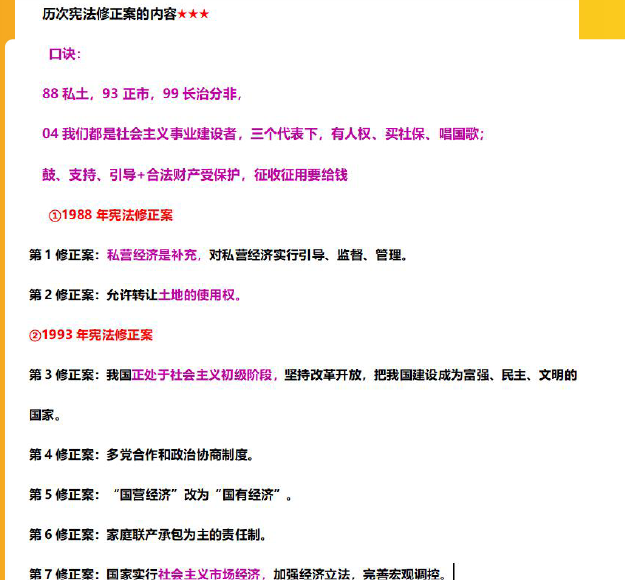 历次宪法修正案的内容★★★
口诀：
88 私土，93 正市，99 长治分非，
04 我们都是社会主义事业建设者，三个代表下，有人权、买社保、唱国歌；
鼓、支持、引导+合法财产受保护，征收征用要给钱
①1988 年宪法修正案
第 1 修正案：私营经济是补充，对私营经济实行引导、监督、管理。
第 2 修正案：允许转让土地的使用权。
②1993 年宪法修正案
第 3 修正案：我国正处于社会主义初级阶段，坚持改革开放，把我国建设成为富强、民主、文明的
国家。
第 4 修正案：多党合作和政治协商制度。
第 5 修正案：“国营经济”改为“国有经济”。
第 6 修正案：家庭联产承包为主的责任制。
第 7 修正案：国家实行社会主义市场经济，加强经济立法，完善宏观调控。